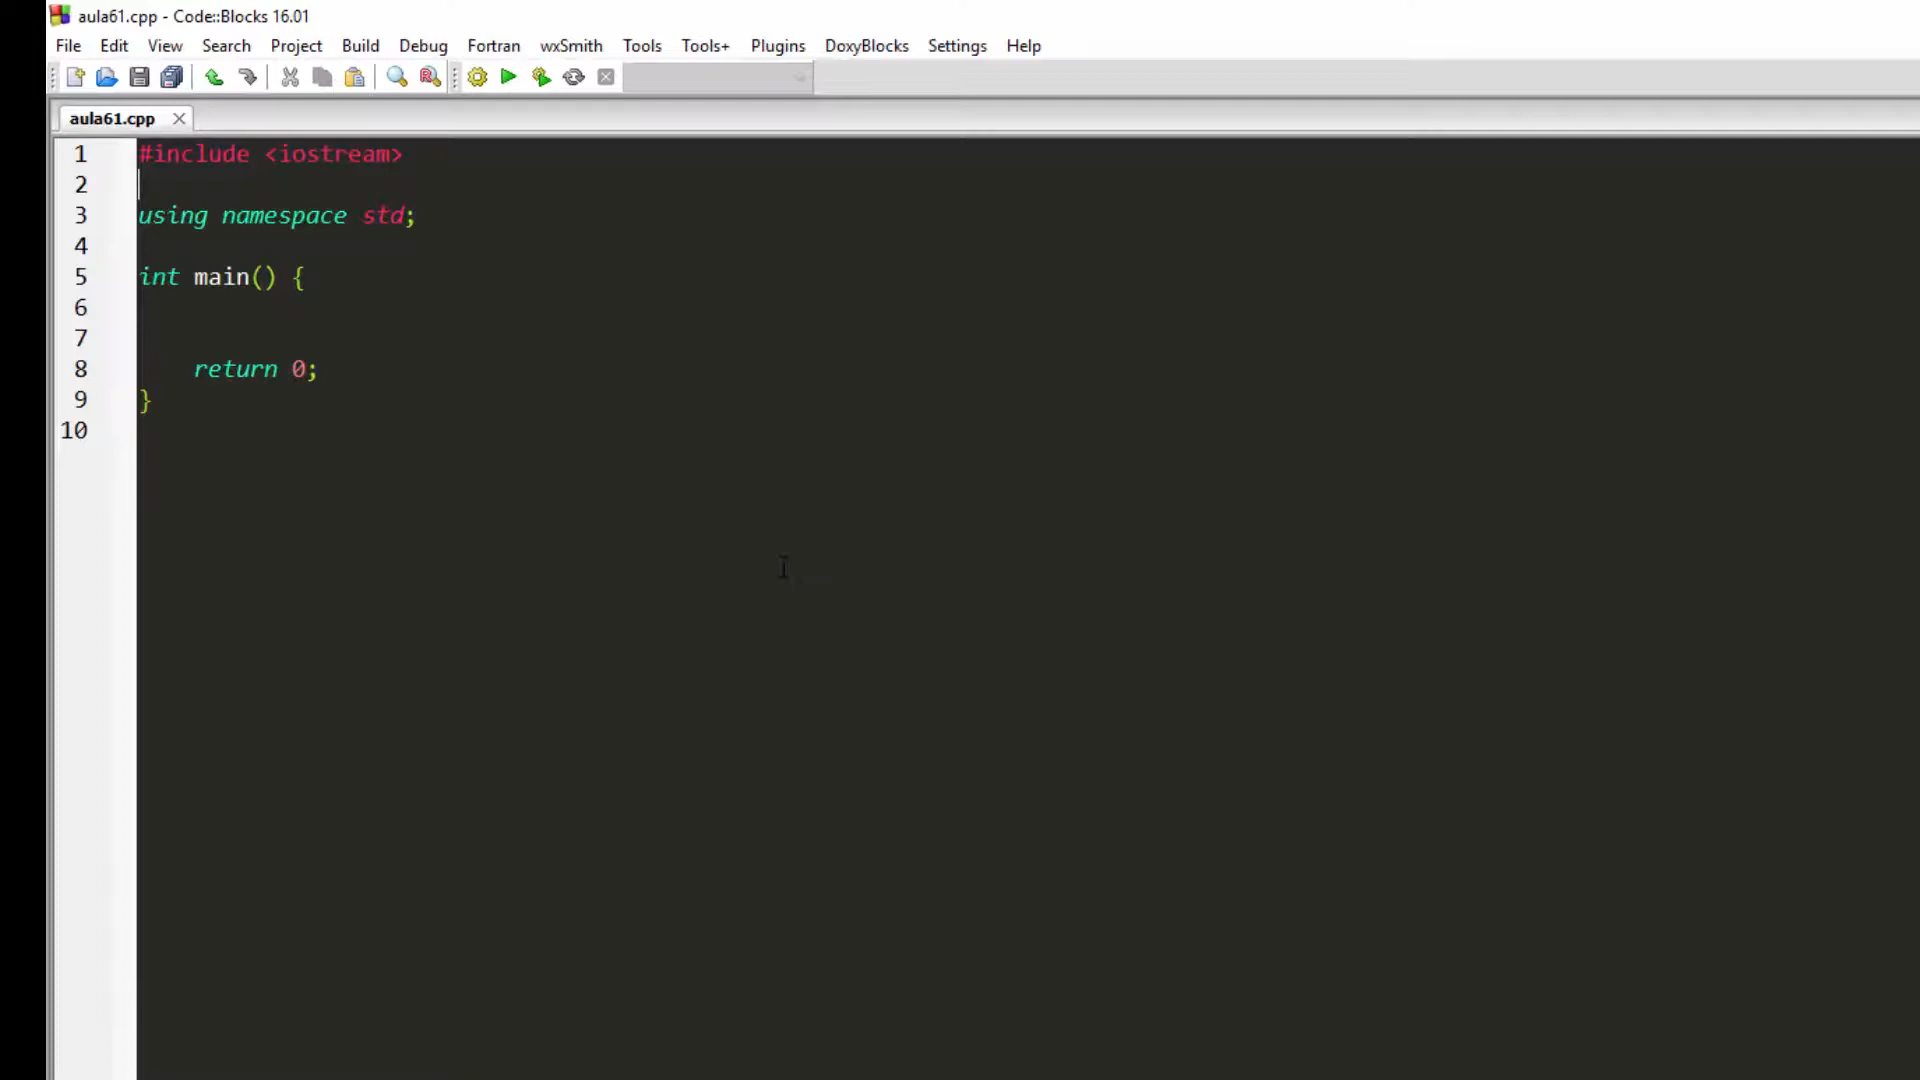 aula61.cpp - Code::Blocks 16.01
File Edit View Search Project Build Debug Fortran wxSmith Tools Tools+ Plugins DoxyBlocks Settings Help
aula61.cpp
1 #include <iostream>
2
3 using namespace std;
4
5 int main() {
6
7
8 return 0;
9 }
10